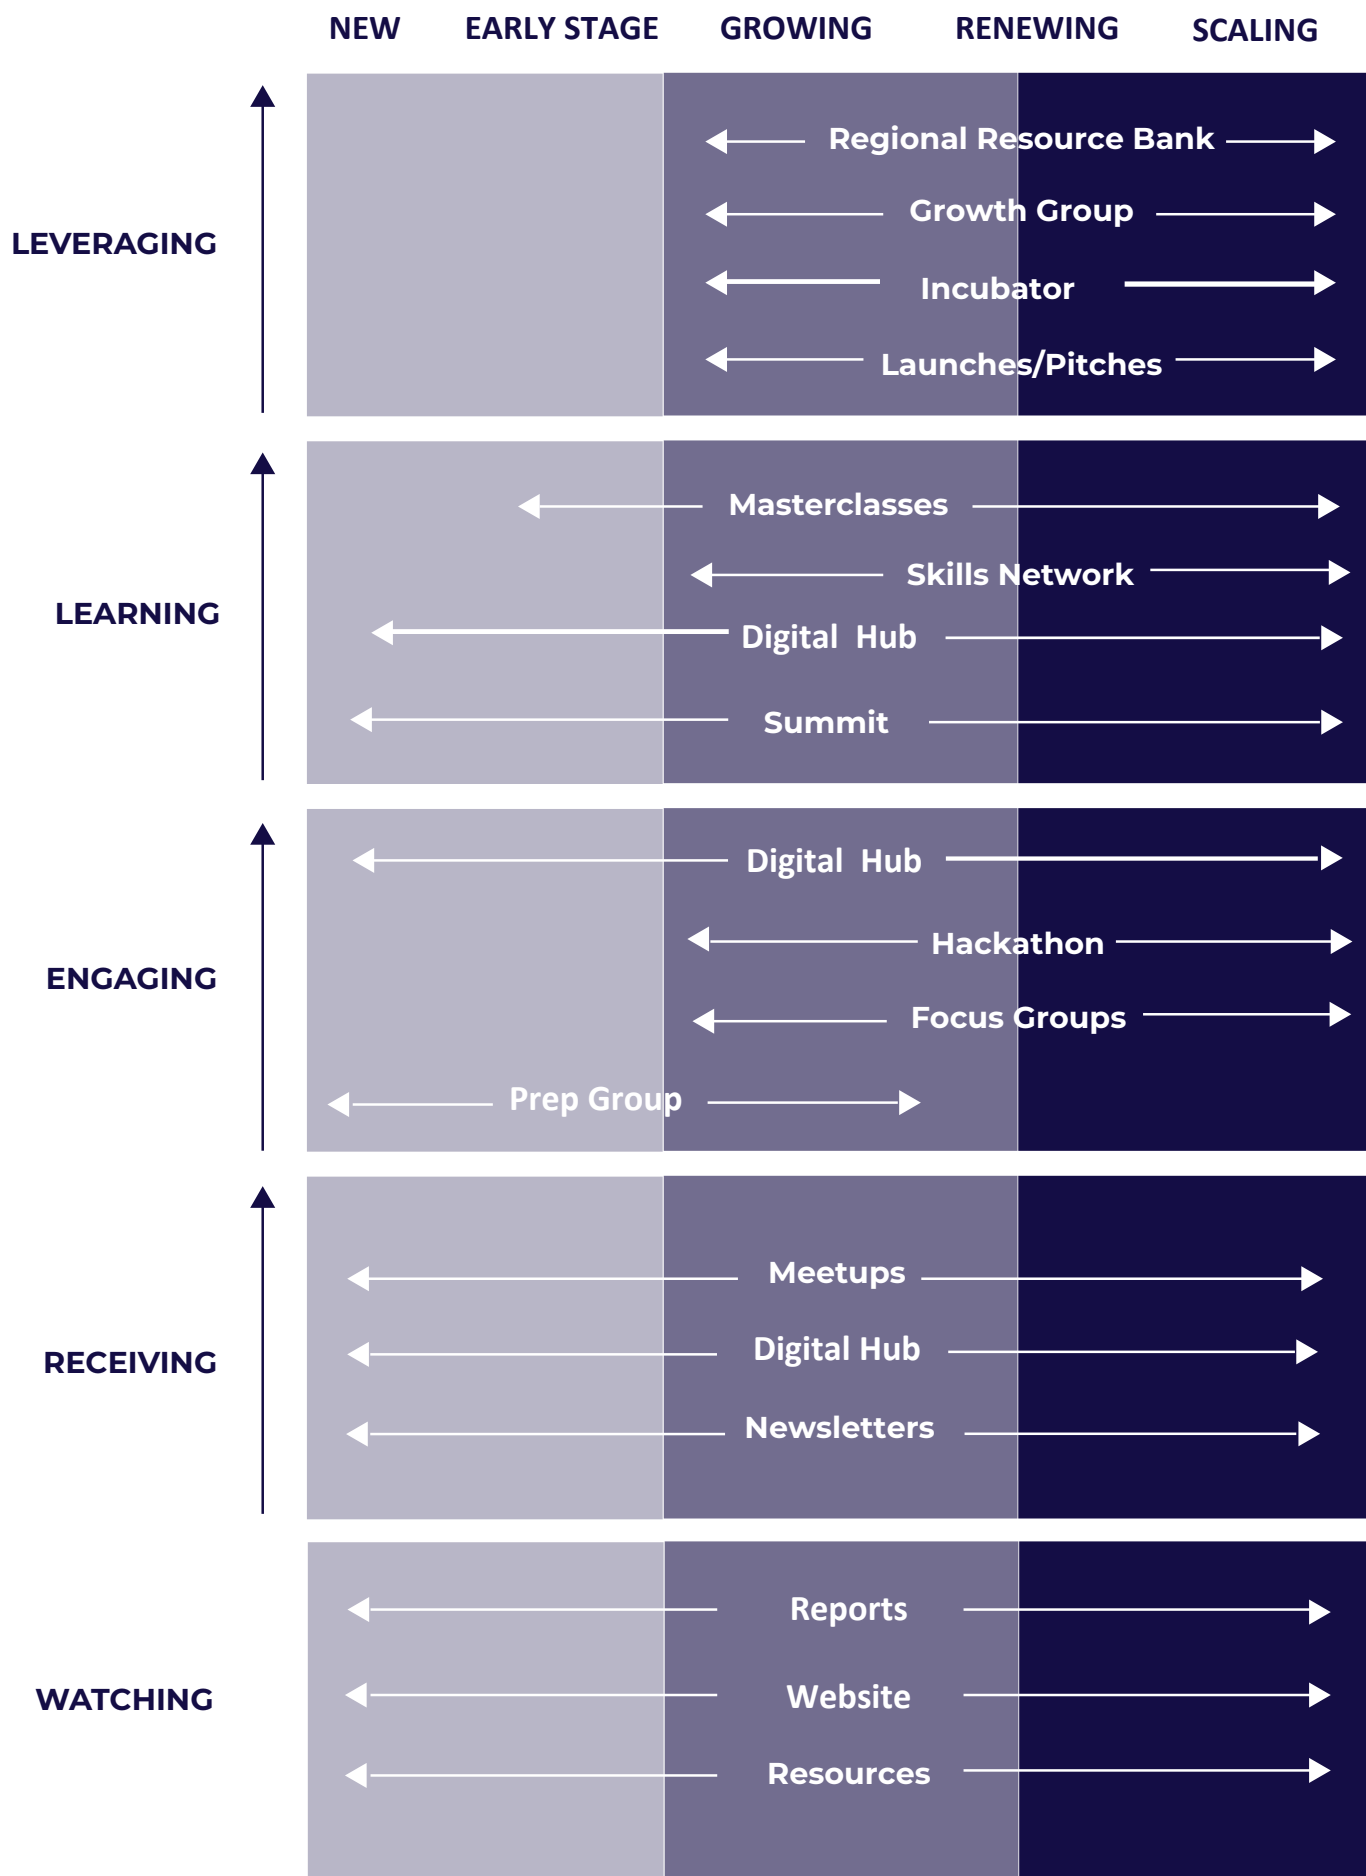 NEW EARLY STAGE GROWING RENEWING SCALING
LEVERAGING
Regional Resource Bank
Growth Group
Incubator
Launches/Pitches
LEARNING
Masterclasses
Skills Network
Digital Hub
Summit
ENGAGING
Digital Hub
Hackathon
Focus Groups
Prep Group
RECEIVING
Meetups
Digital Hub
Newsletters
WATCHING
Reports
Website
Resources